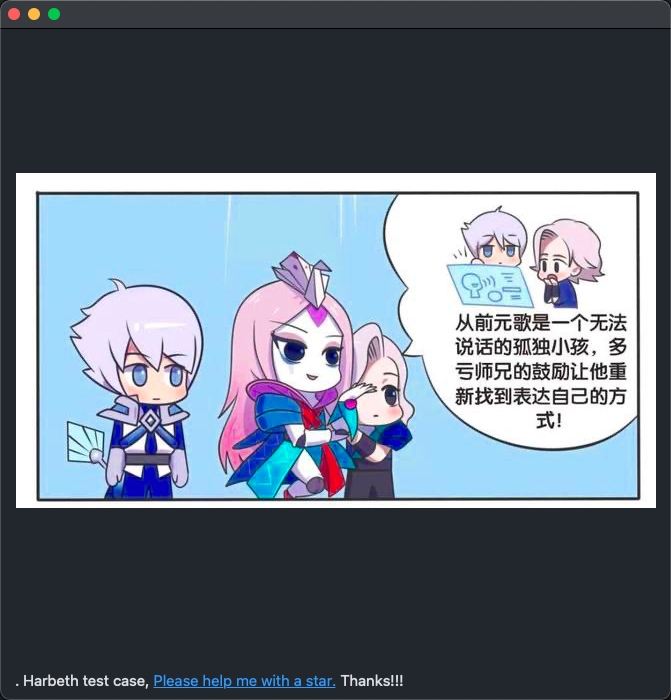 从前元歌是一个无法
说话的孤独小孩，多
亏师兄的鼓励让他重
新找到表达自己的方
式！
. Harbeth test case, Please help me with a star. Thanks!!!